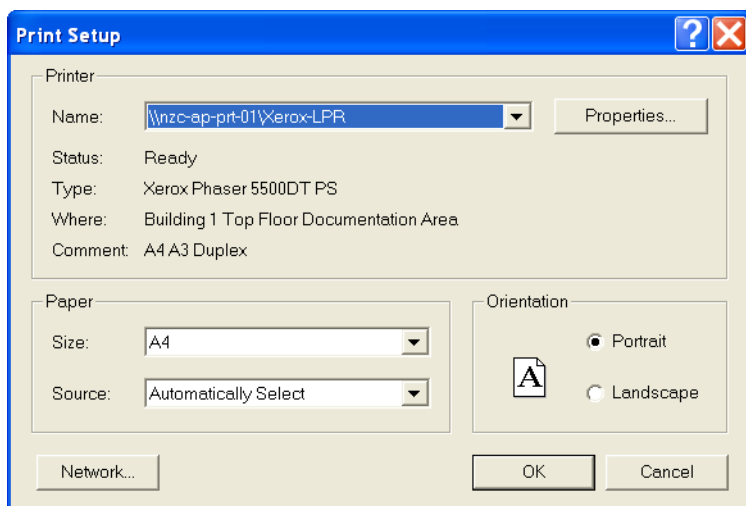 Print Setup
Printer
Name: \\nzc-ap-prt-01\Xerox-LPR Properties...
Status: Ready
Type: Xerox Phaser 5500DT PS
Where: Building 1 Top Floor Documentation Area
Comment: A4 A3 Duplex
Paper
Size: A4
Source: Automatically Select
Orientation
A
Portrait
Landscape
Network... OK Cancel